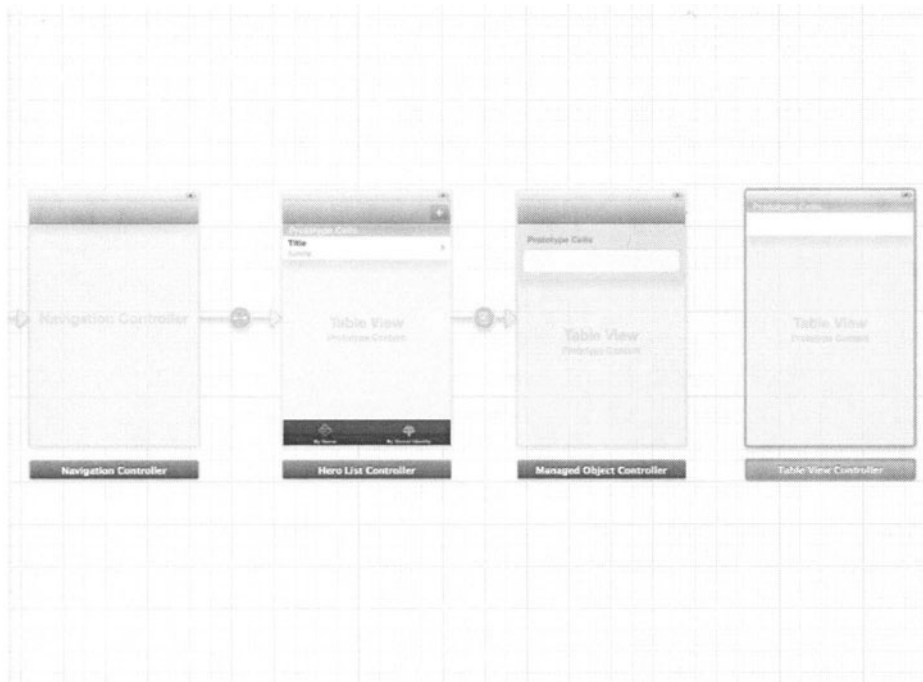 Navigation Controller
Navigation Controller
Prototype Cells
Title
Table View
Prototype Content
Hero List Controller
Prototype Cells
Table View
Prototype Content
Managed Object Controller
Prototype Cells
Table View
Prototype Content
Table View Controller